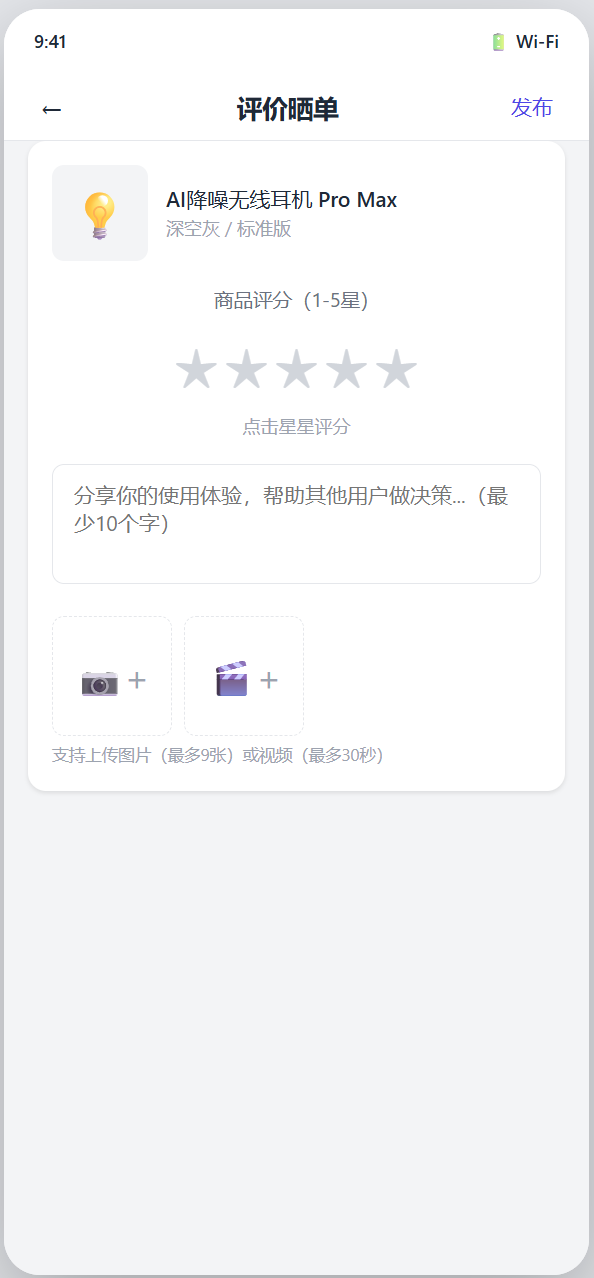 9:41
Wi-Fi
←
评价晒单
发布
AI降噪无线耳机 Pro Max
深空灰 / 标准版
商品评分（1-5星）
★★★★★
点击星星评分
分享你的使用体验，帮助其他用户做决策...（最
少10个字）
+
+
支持上传图片（最多9张）或视频（最多30秒）